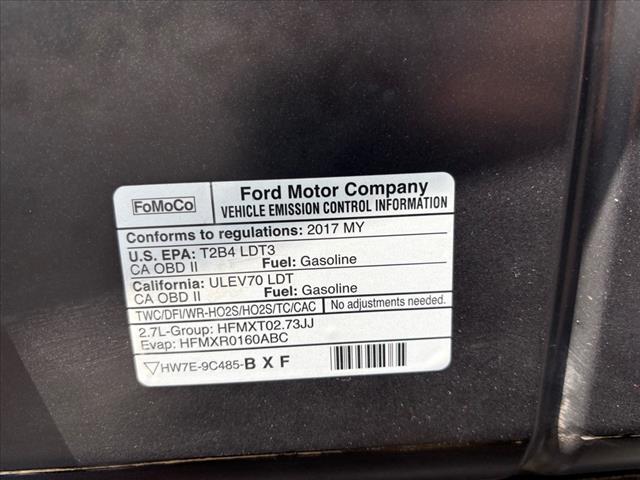 FoMoCo
Ford Motor Company
VEHICLE EMISSION CONTROL INFORMATION
Conforms to regulations: 2017 MY
U.S. EPA: T2B4 LDT3
CA OBD II Fuel: Gasoline
California: ULEV70 LDT
CA OBD II Fuel: Gasoline
TWC/DFI/WR-HO2S/HO2S/TC/CAC No adjustments needed.
2.7L-Group: HFMXT02.73JJ
Evap: HFMXR0160ABC
HW7E-9C485-B X F